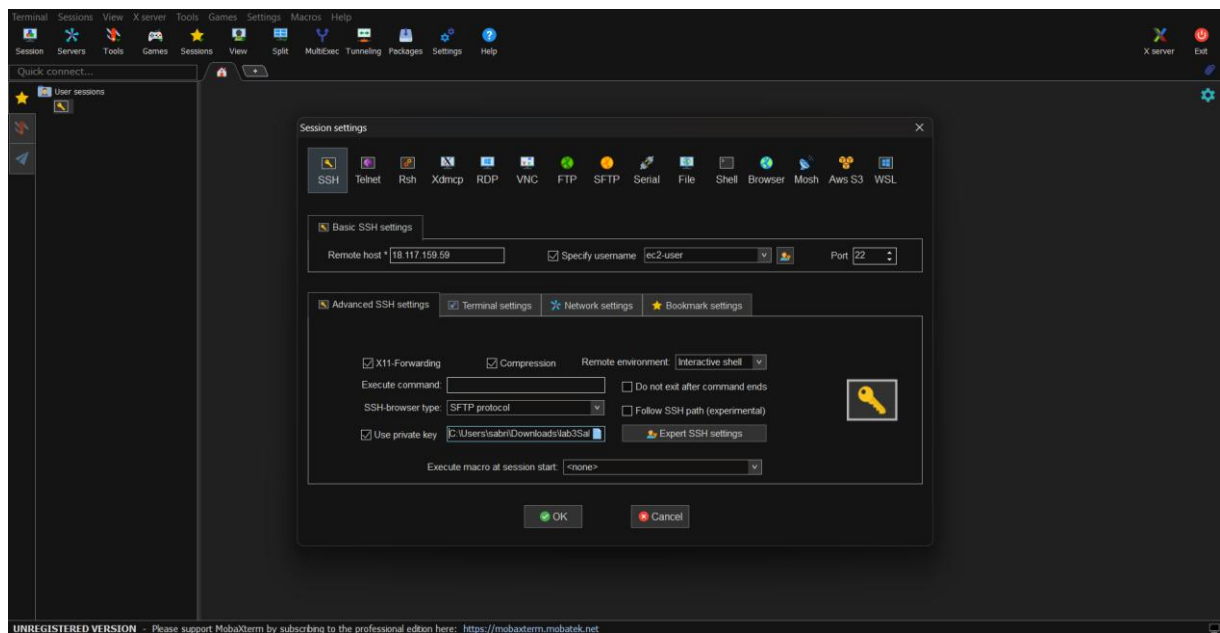 Terminal Sessions View X server Tools Games Settings Macros Help
Session Servers Tools Games Sessions View Split MultiExec Tunneling Packages Settings Help X server Exit
Quick connect...
User sessions
Session settings
SSH Telnet Rsh Xdmcp RDP VNC FTP SFTP Serial File Shell Browser Mosh Aws S3 WSL
Basic SSH settings
Remote host * 18.117.159.59 Specify username ec2-user Port 22
Advanced SSH settings Terminal settings Network settings Bookmark settings
X11-Forwarding Compression Remote environment: Interactive shell
Execute command: Do not exit after command ends
SSH-browser type: SFTP protocol Follow SSH path (experimental)
Use private key C:\Users\sabri\Downloads\lab3Sal Expert SSH settings
Execute macro at session start: <none>
OK Cancel
UNREGISTERED VERSION - Please support MobaXterm by subscribing to the professional edition here: https://mobaxterm.mobatek.net